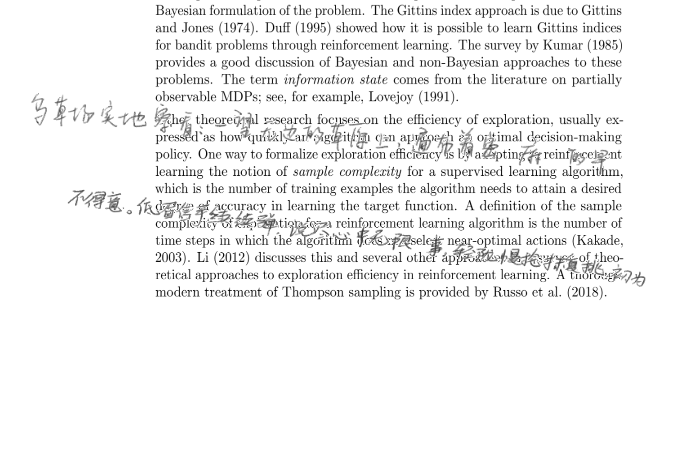 Bayesian formulation of the problem. The Gittins index approach is due to Gittins
and Jones (1974). Duff (1995) showed how it is possible to learn Gittins indices
for bandit problems through reinforcement learning. The survey by Kumar (1985)
provides a good discussion of Bayesian and non-Bayesian approaches to these
problems. The term information state comes from the literature on partially
observable MDPs; see, for example, Lovejoy (1991).
草场实地察看:一
Other theoretical research focuses on the efficiency of exploration, usually ex-
pressed as how quickly an algorithm can approach an optimal decision-making
policy. One way to formalize exploration efficiency is by adapting to reinforcement
learning the notion of sample complexity for a supervised learning algorithm,
which is the number of training examples the algorithm needs to attain a desired
不得意。低
degree of accuracy in learning the target function. A definition of the sample
complexity of exploration for a reinforcement learning algorithm is the number of
time steps in which the algorithm does not select near-optimal actions (Kakade,
2003). Li (2012) discusses this and several other approaches in a survey of theo-
retical approaches to exploration efficiency in reinforcement learning. A thorough
modern treatment of Thompson sampling is provided by Russo et al. (2018).